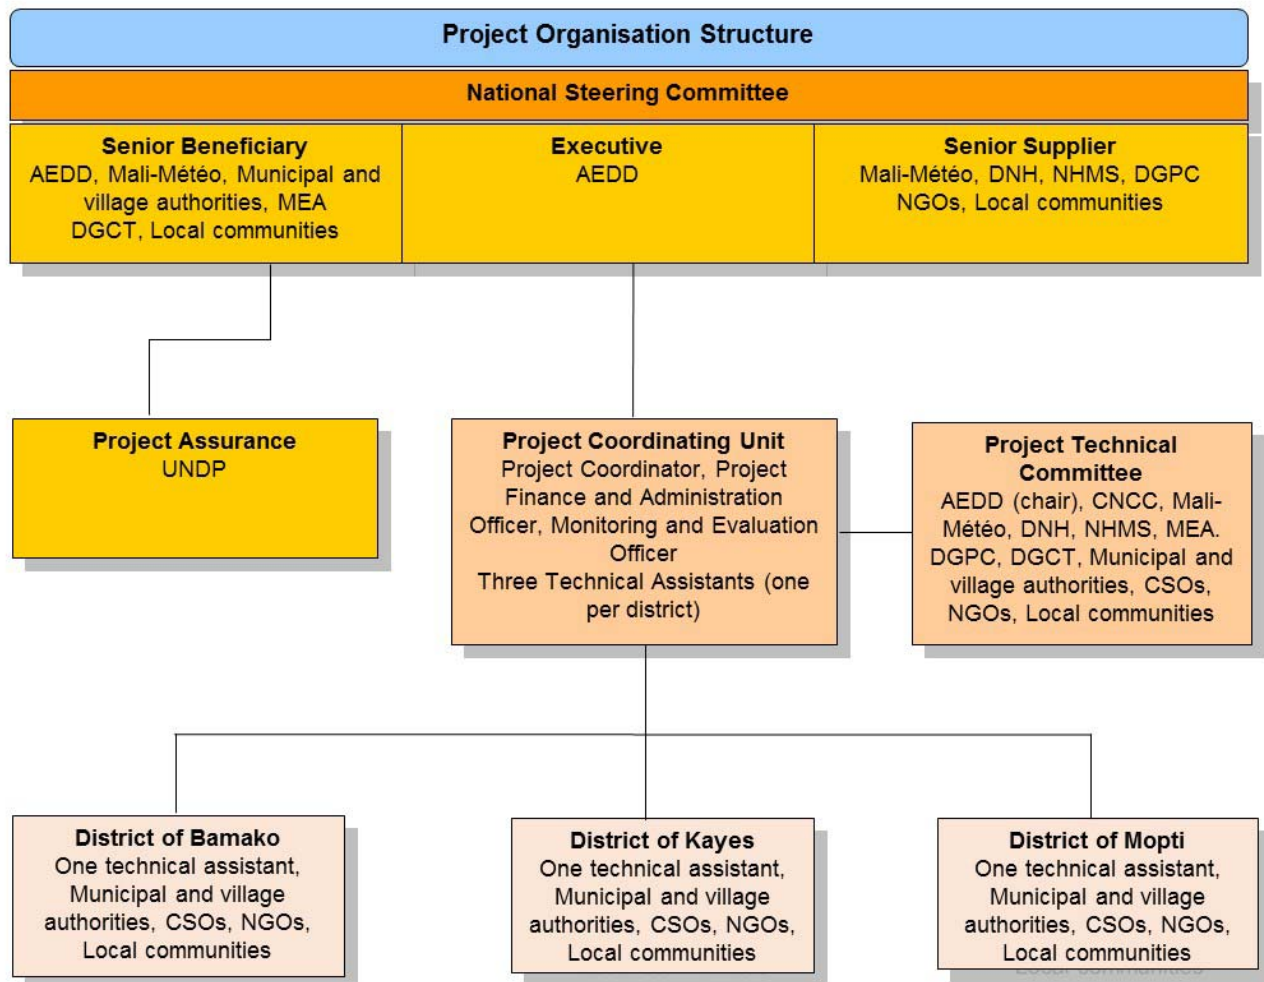 Project Organisation Structure
National Steering Committee
Senior Beneficiary
AEDD, Mali-Météo, Municipal and
village authorities, MEA
DGCT, Local communities
Executive
AEDD
Senior Supplier
Mali-Météo, DNH, NHMS, DGPC
NGOs, Local communities
Project Assurance
UNDP
Project Coordinating Unit
Project Coordinator, Project
Finance and Administration
Officer, Monitoring and Evaluation
Officer
Three Technical Assistants (one
per district)
Project Technical
Committee
AEDD (chair), CNCC, Mali-
Météo, DNH, NHMS, MEA.
DGPC, DGCT, Municipal and
village authorities, CSOs,
NGOs, Local communities
District of Bamako
One technical assistant,
Municipal and village
authorities, CSOs, NGOs,
Local communities
District of Kayes
One technical assistant,
Municipal and village
authorities, CSOs, NGOs,
Local communities
District of Mopti
One technical assistant,
Municipal and village
authorities, CSOs, NGOs,
Local communities